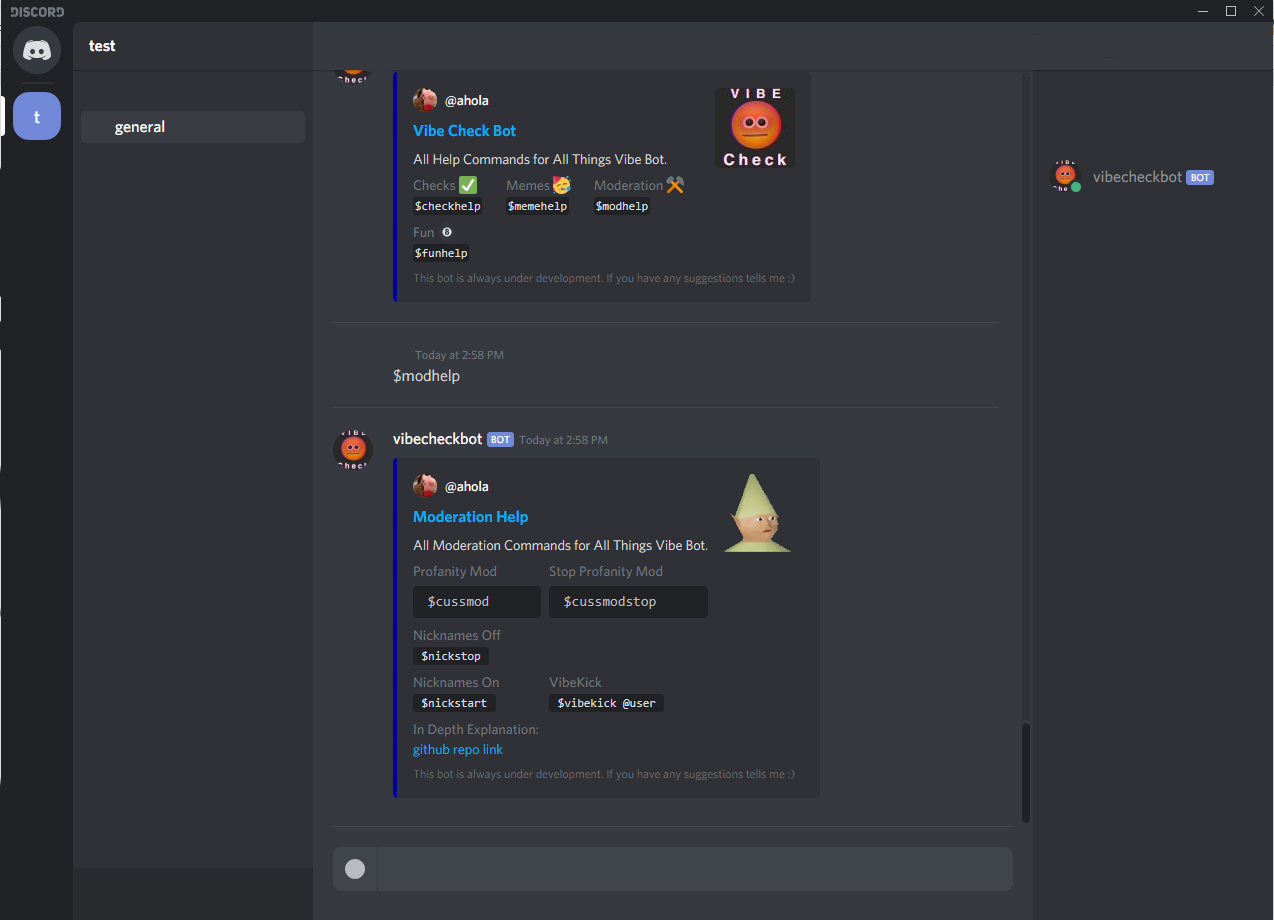 DISCORD
test
t
general
Chec
@ahola
VIBE
Check
Vibe Check Bot
All Help Commands for All Things Vibe Bot.
Checks ✅ Memes 🥳 Moderation ⚒️
$checkhelp $memehelp $modhelp
Fun
$funhelp
This bot is always under development. If you have any suggestions tells me :)
Today at 2:58 PM
$modhelp
VIBE
Chec
vibecheckbot BOT Today at 2:58 PM
@ahola
Moderation Help
All Moderation Commands for All Things Vibe Bot.
Profanity Mod Stop Profanity Mod
$cussmod $cussmodstop
Nicknames Off
$nickstop
Nicknames On VibeKick
$nickstart $vibekick @user
In Depth Explanation:
github repo link
This bot is always under development. If you have any suggestions tells me :)
vibecheckbot BOT